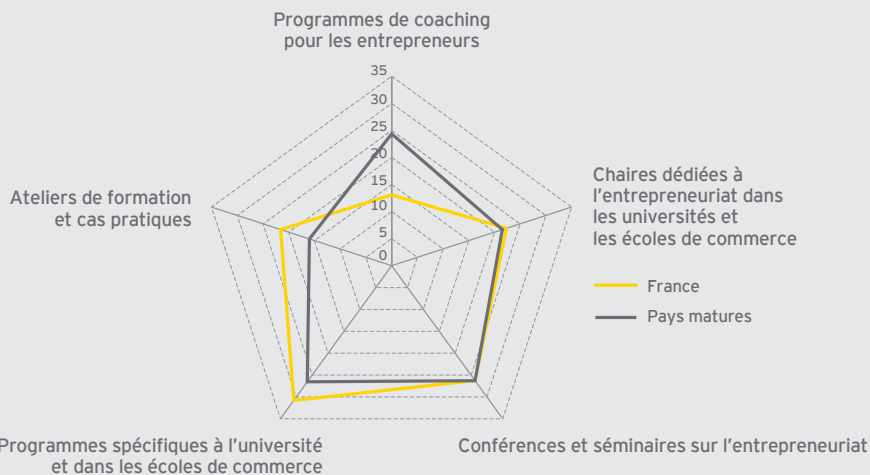 Programmes de coaching
pour les entrepreneurs
35
30
25
20
15
10
5
0
Ateliers de formation
et cas pratiques
Chaires dédiées à
l'entrepreneuriat dans
les universités et
les écoles de commerce
France
Pays matures
Programmes spécifiques à l'université
et dans les écoles de commerce
Conférences et séminaires sur l'entrepreneuriat